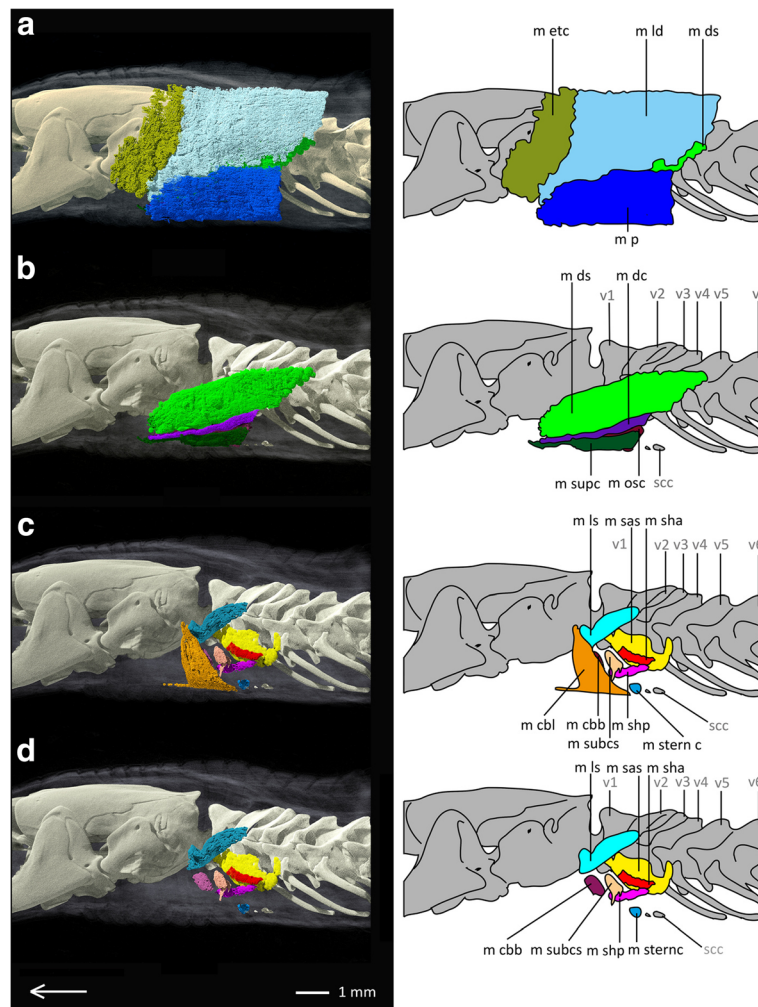 a
m etc m ld m ds
m p
b
m ds m dc
v1 v2 v3 v4 v5 v
m supc m osc scc
c
m ls m sas m sha
v1 v2 v3 v4 v5 v6
m cbl m cbb m shp scc
m subcs m stern c
d
m ls m sas m sha
v1 v2 v3 v4 v5 v6
m cbb m subcs m shp m sternc scc
1 mm